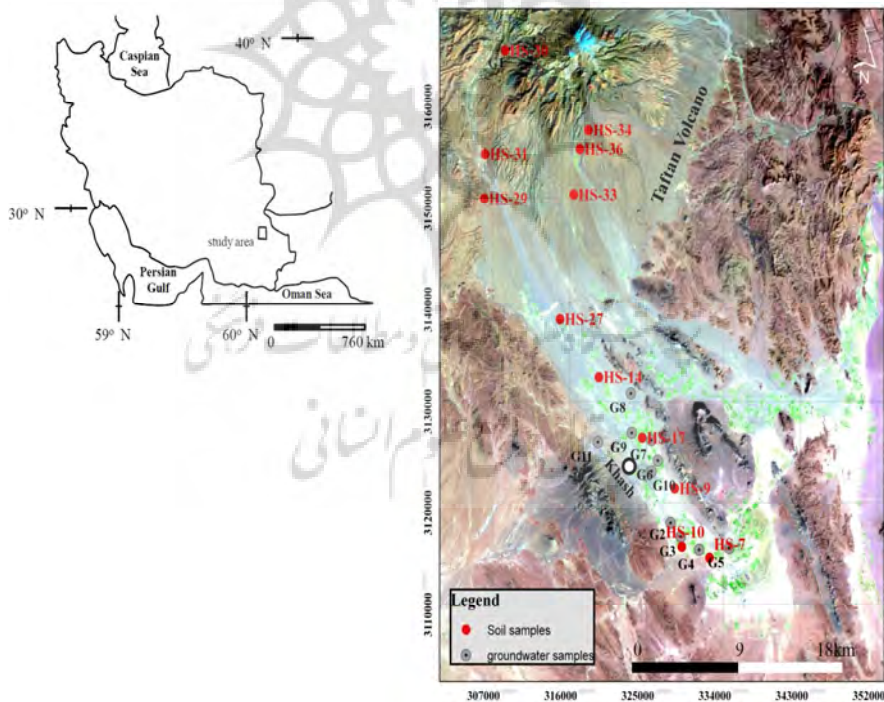 40° N
Caspian
Sea
30° N
study area
Persian
Gulf
Oman Sea
59° N
60° N
0 760 km
3160000
3150000
3140000
3130000
3120000
3110000
HS-34
HS-36
HS-31
HS-29
HS-33
Taftan Volcano
HS-27
HS-14
G8
HS-17
G9
G7
G11
G6
Khash
G10
HS-9
G2
HS-10
G3
HS-7
G4
G5
Legend
Soil samples
groundwater samples
0 9 18km
307000 316000 325000 334000 343000 352000
علوم انسانی